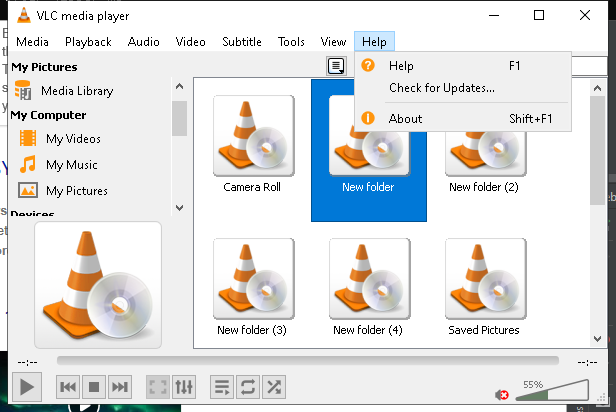 VLC media player
Media Playback Audio Video Subtitle Tools View Help
My Pictures
Media Library
My Computer
My Videos
My Music
My Pictures
Devices
Help F1
Check for Updates...
About Shift+F1
Camera Roll
New folder
New folder (2)
New folder (3)
New folder (4)
Saved Pictures
--:--
--:--
55%